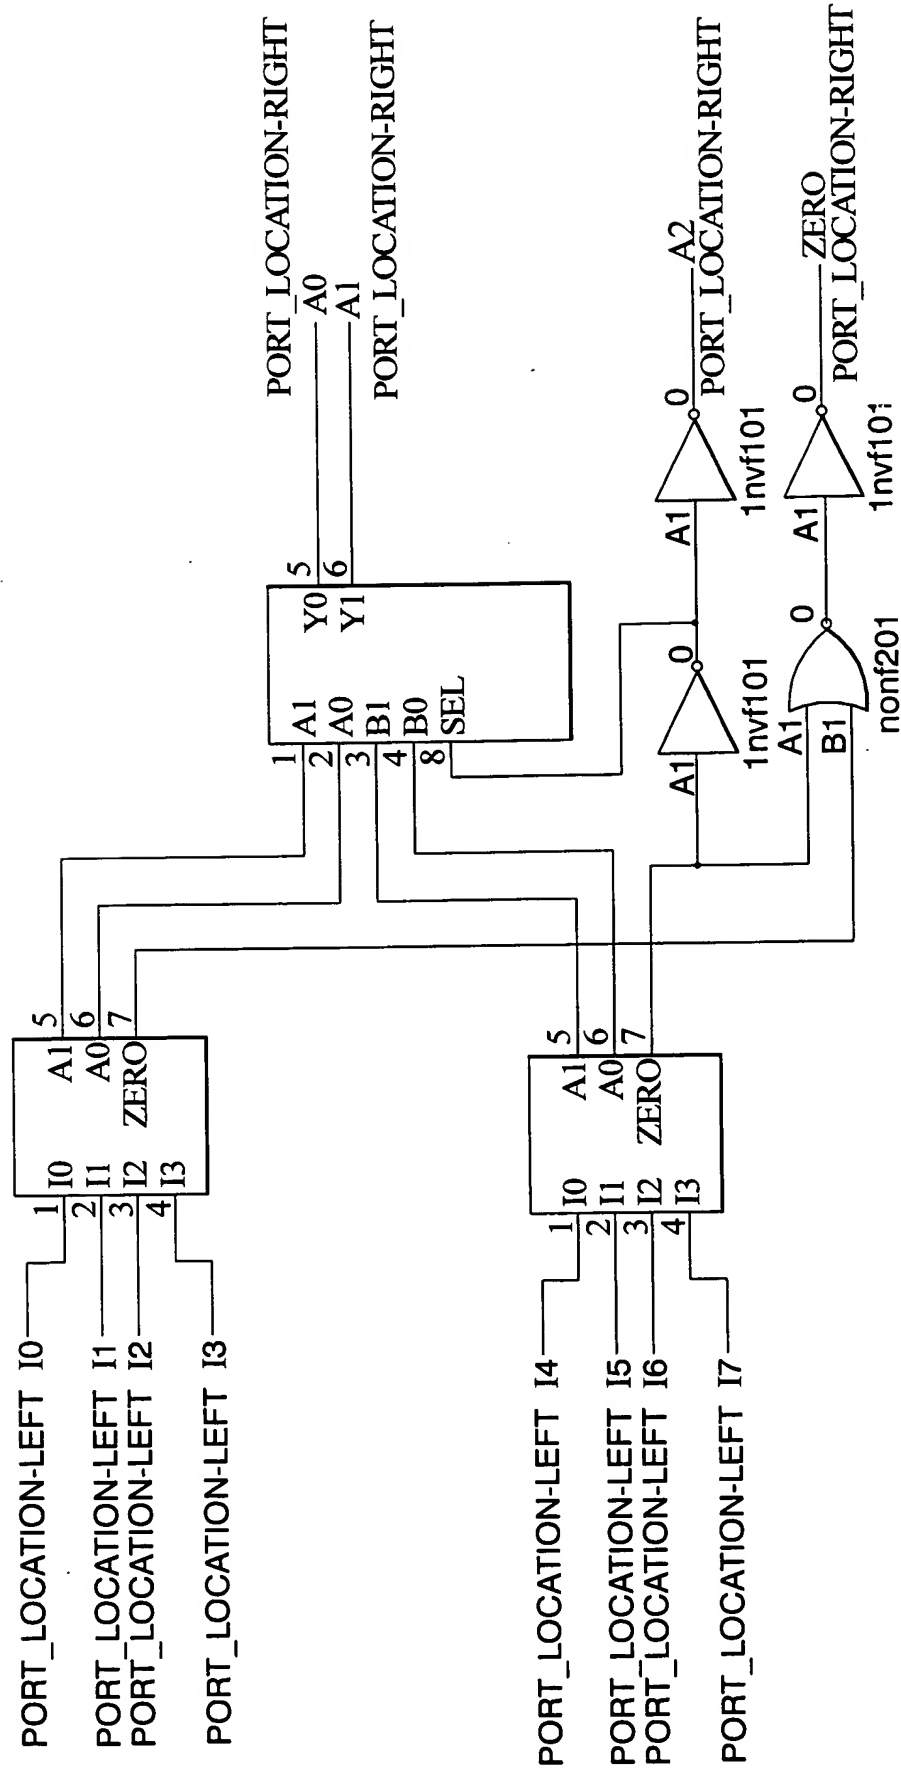 PORT_LOCATION-LEFT I0
PORT_LOCATION-LEFT I1
PORT_LOCATION-LEFT I2
PORT_LOCATION-LEFT I3
1 I0
2 I1
3 I2
4 I3
A1 5
A0 6
ZERO 7
PORT_LOCATION-LEFT I4
PORT_LOCATION-LEFT I5
PORT_LOCATION-LEFT I6
PORT_LOCATION-LEFT I7
1 I0
2 I1
3 I2
4 I3
A1 5
A0 6
ZERO 7
1 A1
2 A0
3 B1
4 B0
8 SEL
Y0 5
Y1 6
PORT_LOCATION-RIGHT
A0
A1
PORT_LOCATION-RIGHT
A1 0
1nvf101
A1 0
1nvf101
A2
PORT_LOCATION-RIGHT
A1 0
B1
nonf201
A1 0
1nvf101
ZERO
PORT_LOCATION-RIGHT